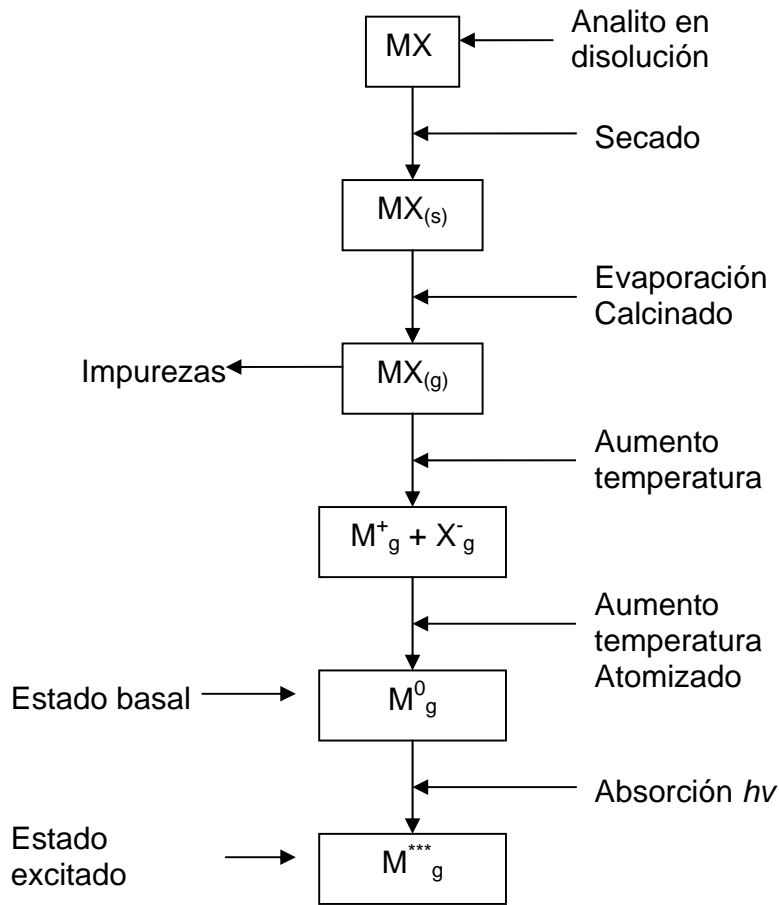 MX
Analito en
disolución
Secado
MX(s)
Evaporación
Calcinado
Impurezas
MX(g)
Aumento
temperatura
M⁺g + X⁻g
Aumento
temperatura
Atomizado
Estado basal
M⁰g
Absorción hv
Estado
excitado
M***g